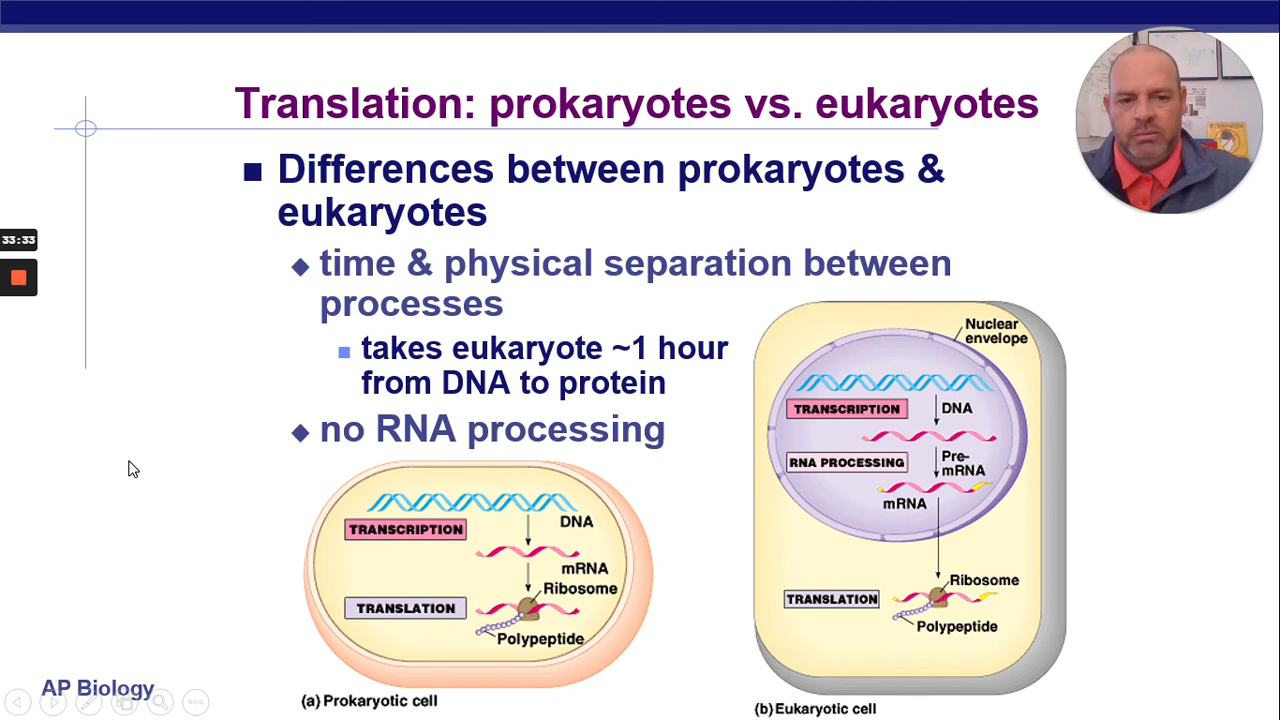 Translation: prokaryotes vs. eukaryotes
Differences between prokaryotes &
eukaryotes
time & physical separation between
processes
takes eukaryote ~1 hour
from DNA to protein
no RNA processing
33:33
Nuclear
envelope
TRANSCRIPTION
DNA
RNA PROCESSING
Pre-
mRNA
mRNA
TRANSLATION
Ribosome
Polypeptide
(b) Eukaryotic cell
TRANSCRIPTION
DNA
mRNA
Ribosome
TRANSLATION
Polypeptide
(a) Prokaryotic cell
AP Biology